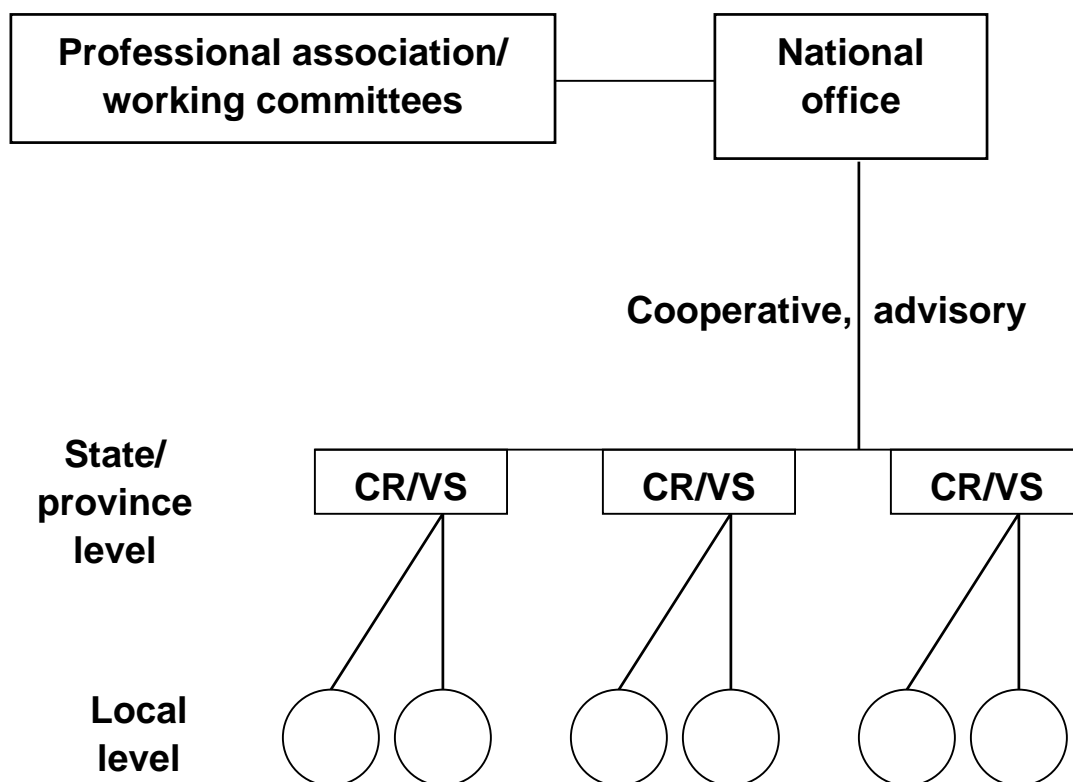 Professional association/
working committees
National
office
Cooperative, advisory
State/
province
level
CR/VS CR/VS CR/VS
Local
level